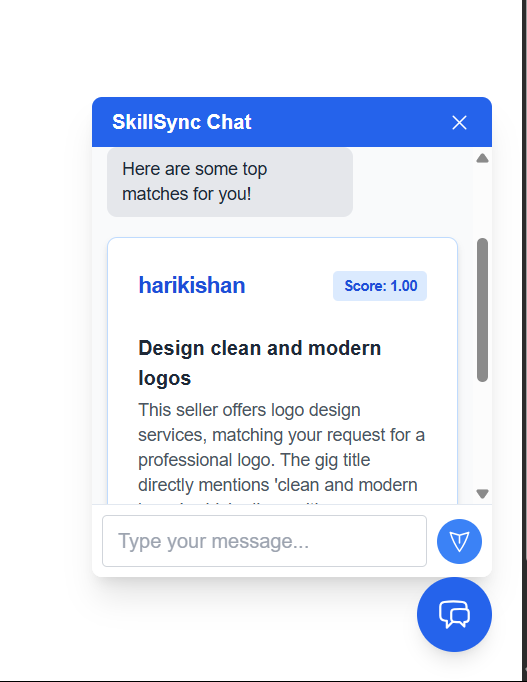 SkillSync Chat
Here are some top
matches for you!
harikishan
Score: 1.00
Design clean and modern
logos
This seller offers logo design
services, matching your request for a
professional logo. The gig title
directly mentions 'clean and modern
Type your message...